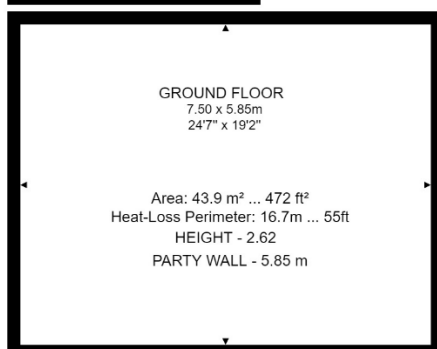 GROUND FLOOR
7.50 x 5.85m
24'7" x 19'2"
Area: 43.9 m² ... 472 ft²
Heat-Loss Perimeter: 16.7m ... 55ft
HEIGHT - 2.62
PARTY WALL - 5.85 m